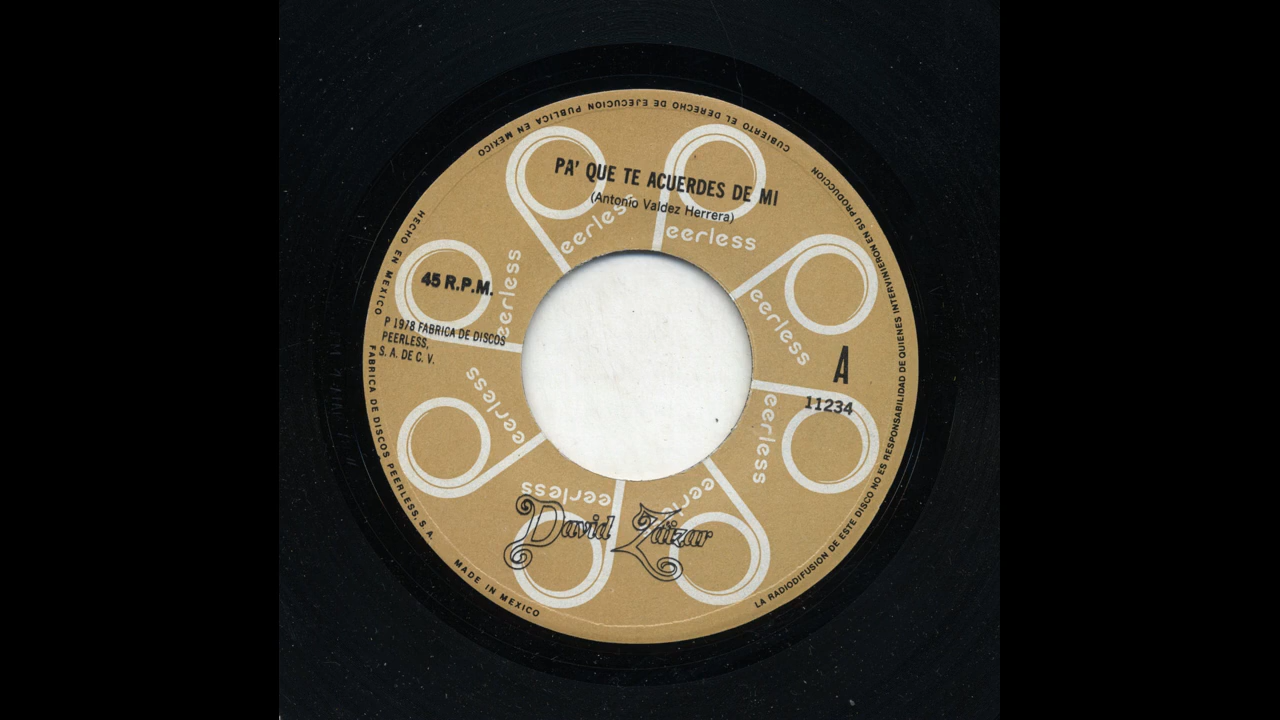 CUBIERTO EL DERECHO DE EJECUCION PUBLICA EN MEXICO
PA' QUE TE ACUERDES DE MI
(Antonio Valdez Herrera)
eerless
eerless
eerless
eerless
eerless
eerless
eerless
eerless
45 R.P.M.
P 1978 FABRICA DE DISCOS
PEERLESS,
S. A. DE C. V.
A
11234
David Záizar
HECHO EN MEXICO
FABRICA DE DISCOS PEERLESS, S. A.
MADE IN MEXICO
LA RADIODIFUSION DE ESTE DISCO NO ES RESPONSABILIDAD DE QUIENES INTERVINIERON EN SU PRODUCCION